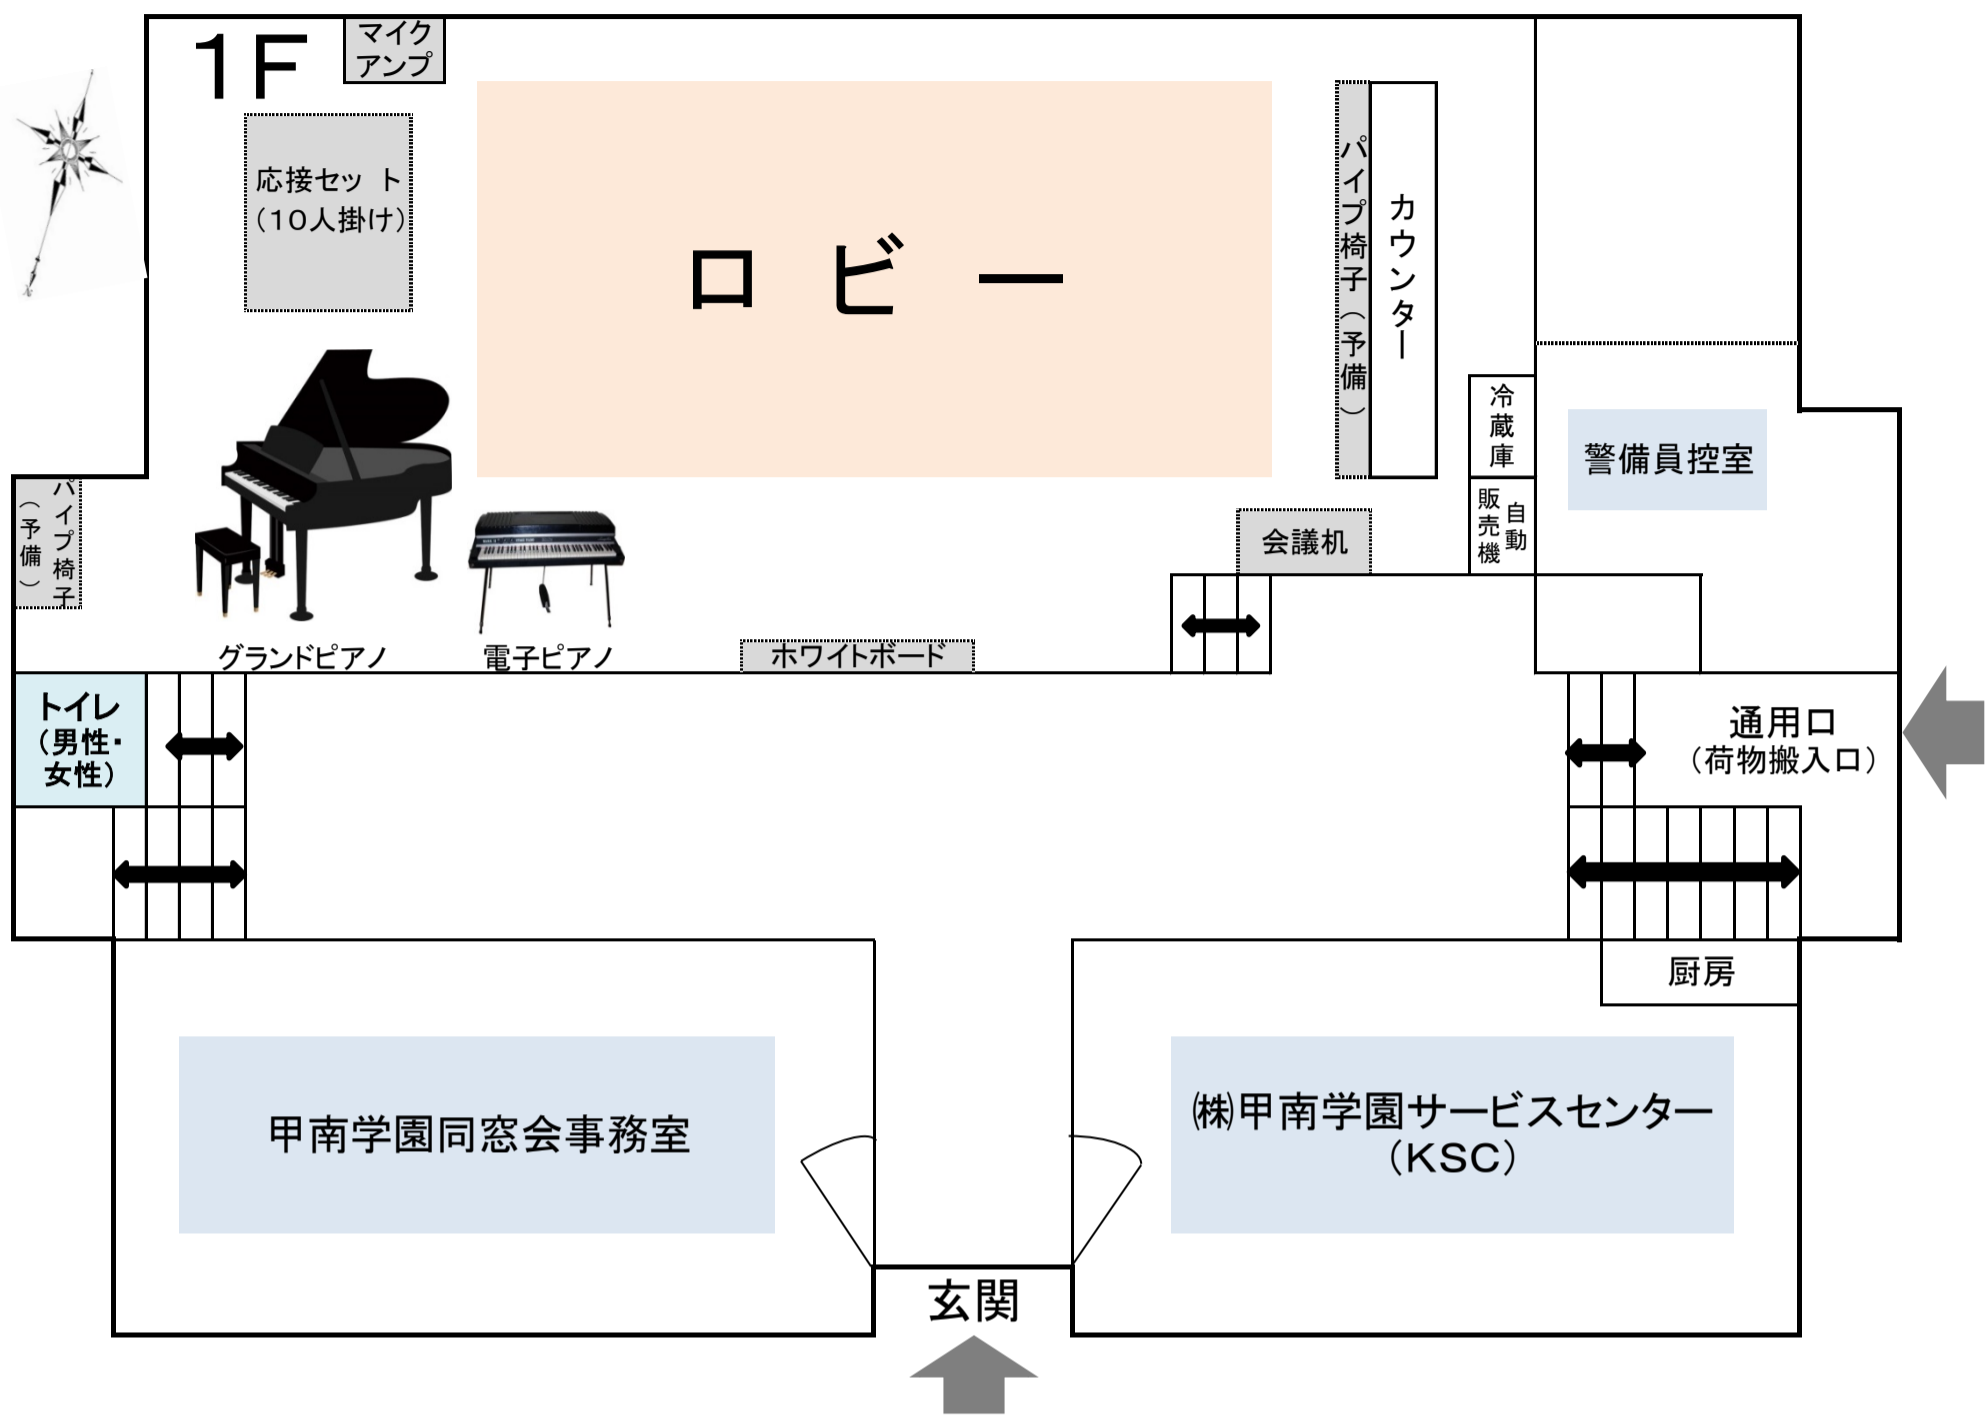 1F
マイク
アンプ
応接セット
（10人掛け）
ロビー
パイプ椅子（予備）
カウンター
冷蔵庫
自動
販売機
警備員控室
会議机
パイプ椅子
（予備）
グランドピアノ
電子ピアノ
ホワイトボード
トイレ
（男性・
女性）
通用口
（荷物搬入口）
厨房
甲南学園同窓会事務室
㈱甲南学園サービスセンター
（KSC）
玄関
N